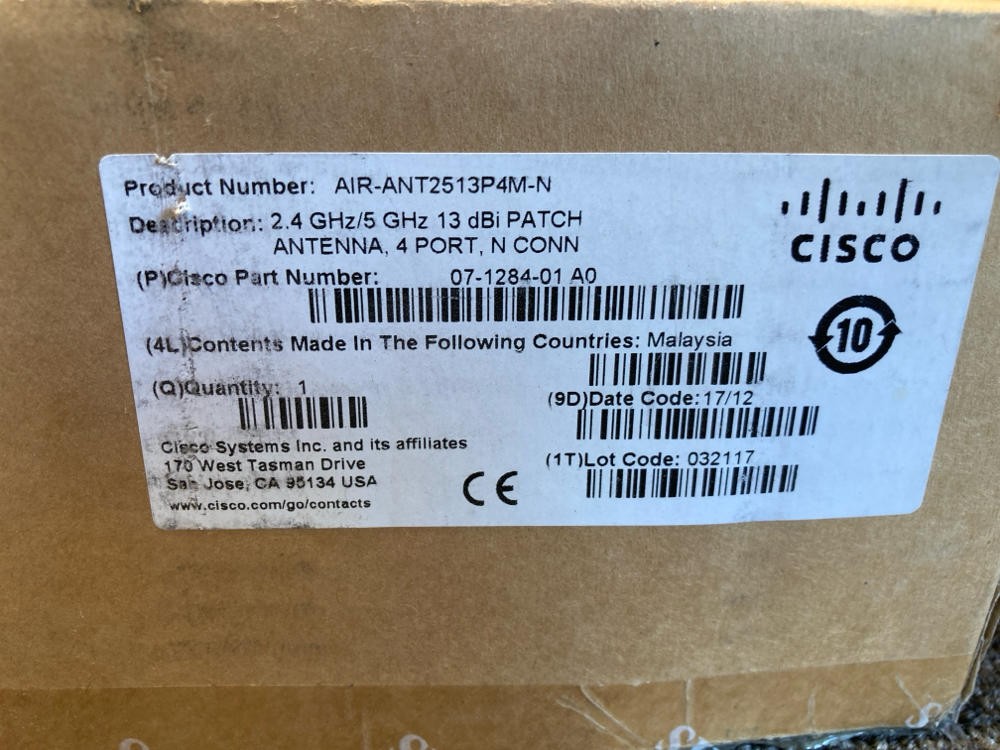 Product Number: AIR-ANT2513P4M-N
Description: 2.4 GHz/5 GHz 13 dBi PATCH
ANTENNA, 4 PORT, N CONN
CISCO
(P)Cisco Part Number: 07-1284-01 A0
10
(4L)Contents Made In The Following Countries: Malaysia
(Q)Quantity: 1
(9D)Date Code: 17/12
Cisco Systems Inc. and its affiliates
170 West Tasman Drive
San Jose, CA 95134 USA
www.cisco.com/go/contacts
CE
(1T)Lot Code: 032117